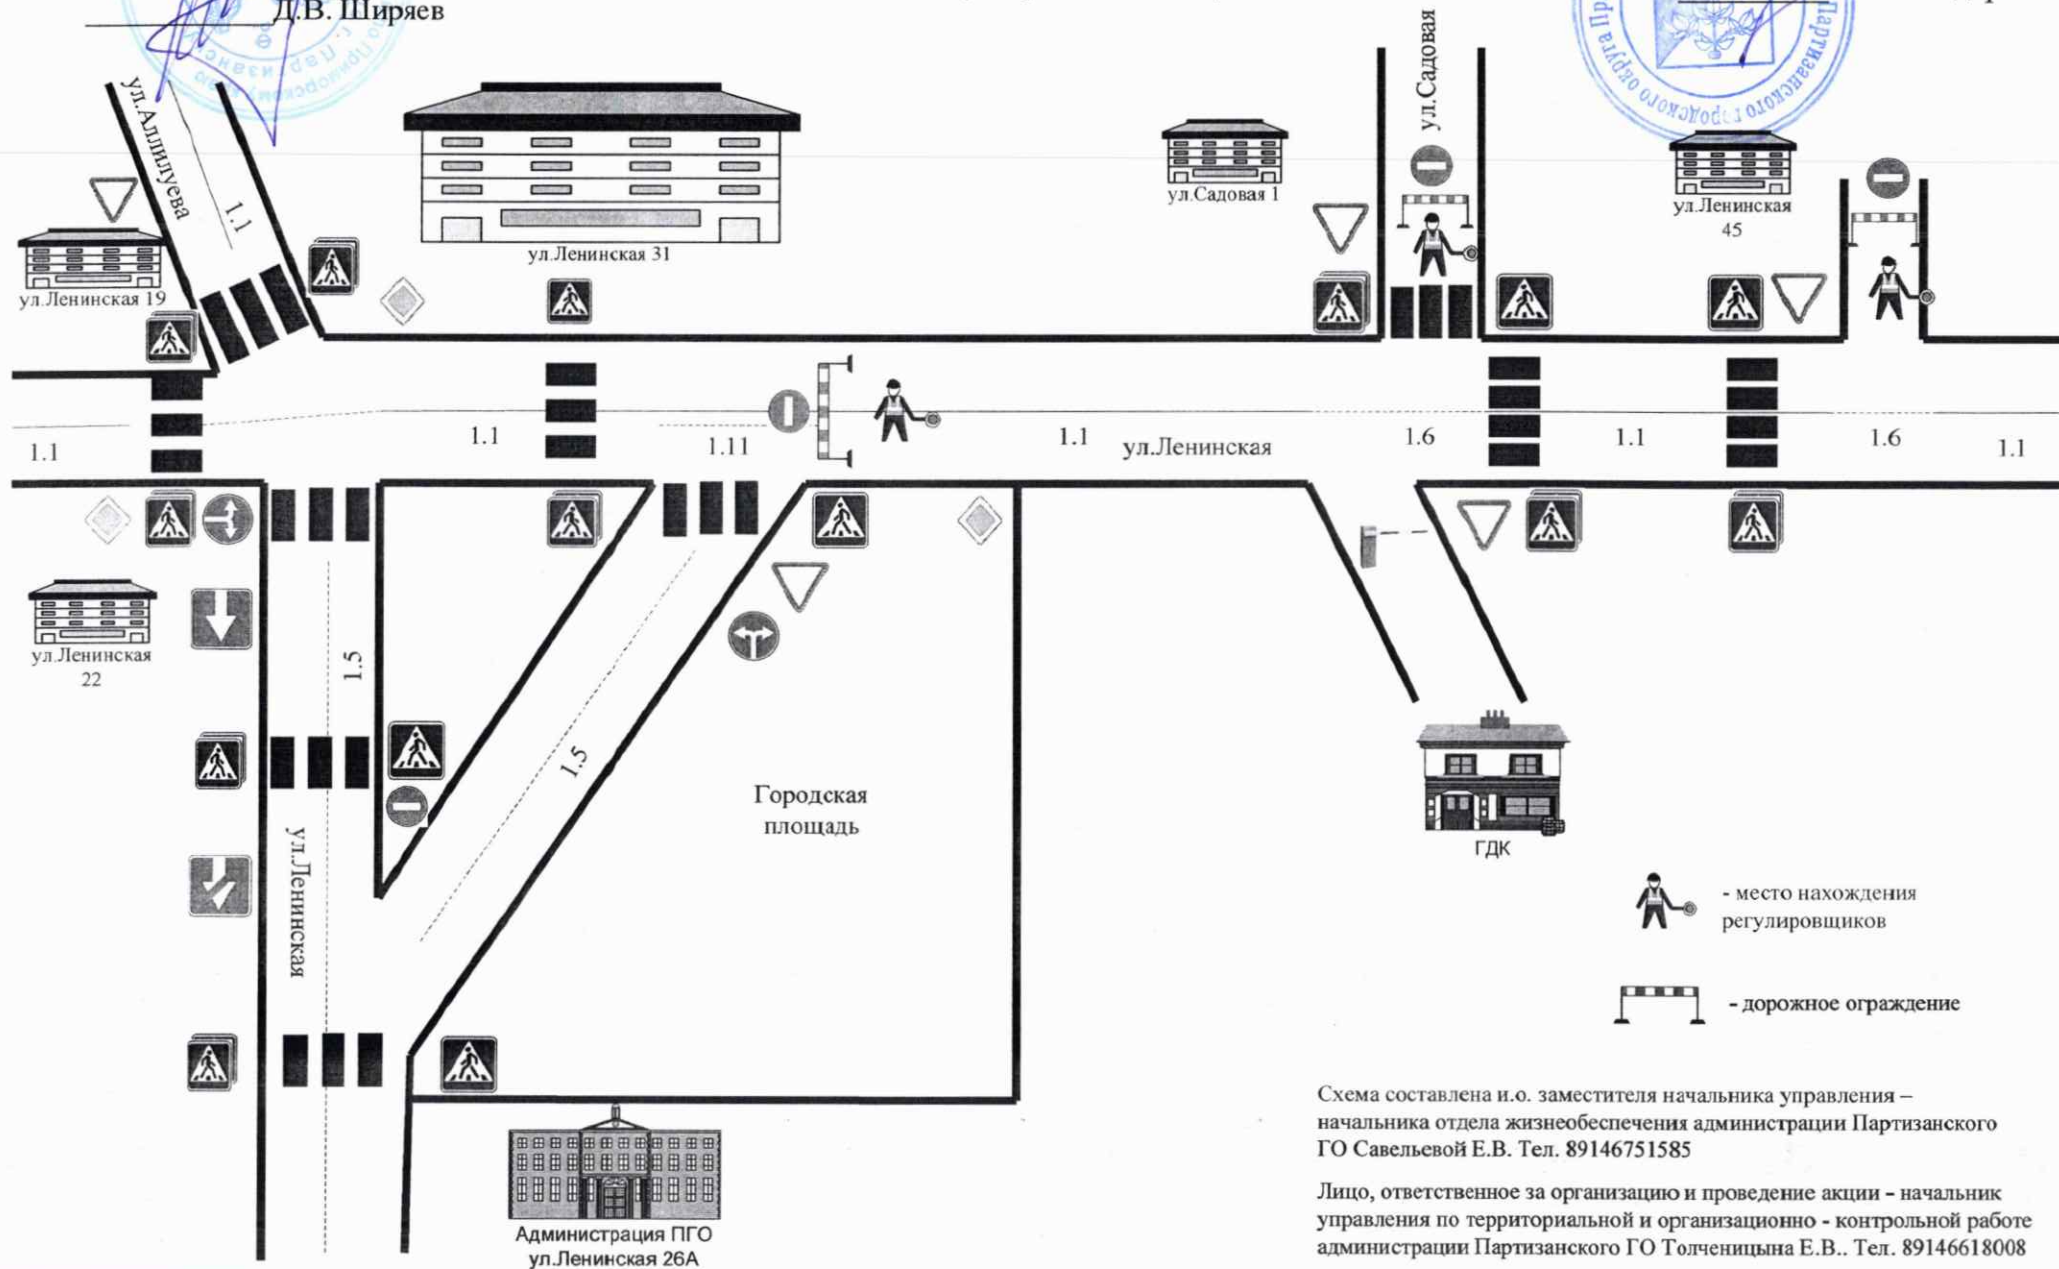 Д.В. Ширяев
ул.Аллилуева
ул.Садовая
Партизанского городского округа
1.1
ул.Ленинская 19
ул.Ленинская 31
ул.Садовая 1
ул.Ленинская
45
1.1
1.1
1.11
1.1
ул.Ленинская
1.6
1.1
1.6
1.1
ул.Ленинская
22
1.5
1.5
ул.Ленинская
Городская
площадь
ГДК
- место нахождения
регулировщиков
- дорожное ограждение
Администрация ПГО
ул.Ленинская 26А
Схема составлена и.о. заместителя начальника управления –
начальника отдела жизнеобеспечения администрации Партизанского
ГО Савельевой Е.В. Тел. 89146751585
Лицо, ответственное за организацию и проведение акции - начальник
управления по территориальной и организационно - контрольной работе
администрации Партизанского ГО Толченицына Е.В.. Тел. 89146618008